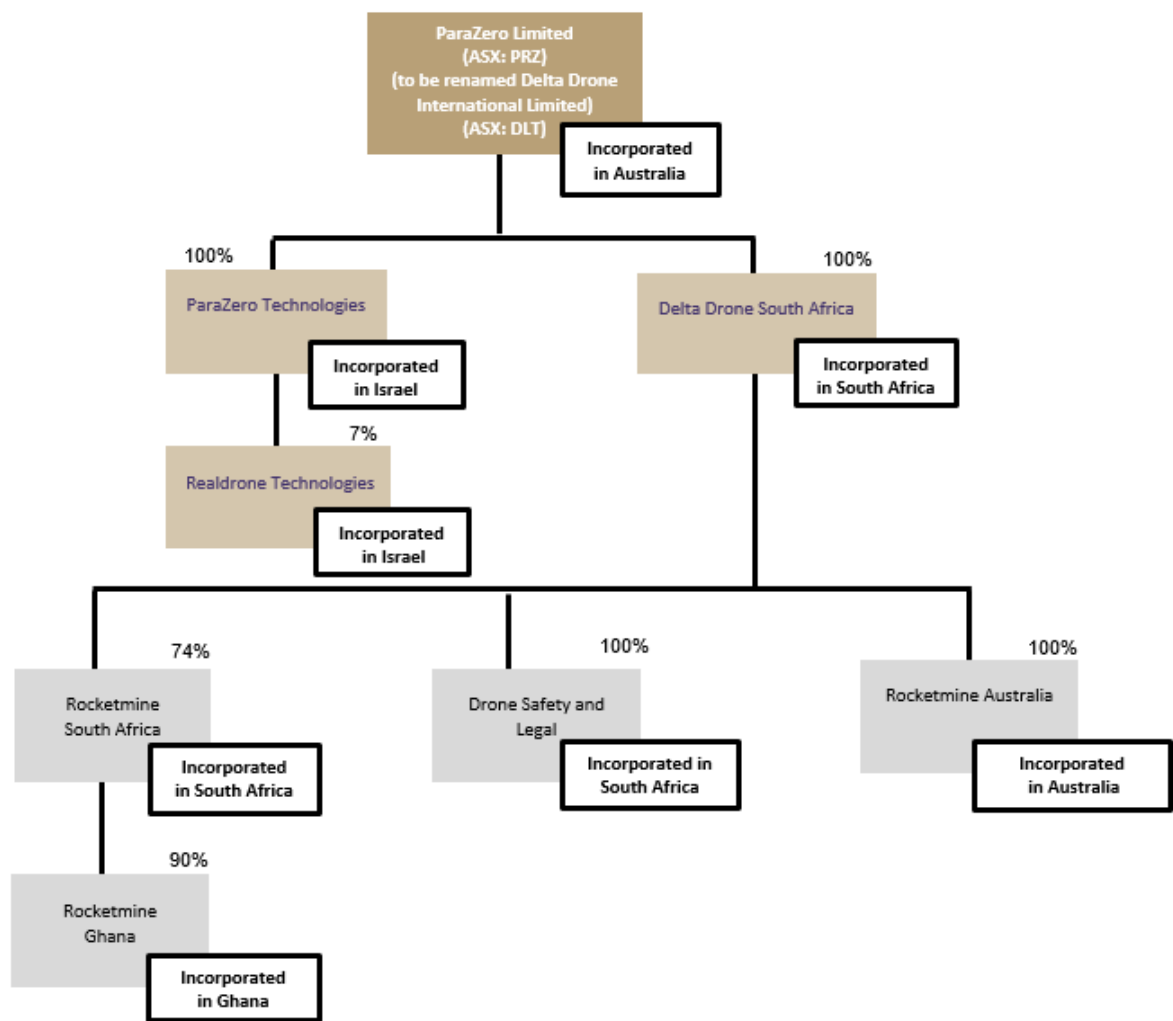 ParaZero Limited
(ASX: PRZ)
(to be renamed Delta Drone
International Limited)
(ASX: DLT)
Incorporated
in Australia
100%
ParaZero Technologies
Incorporated
in Israel
100%
Delta Drone South Africa
Incorporated
in South Africa
7%
Realdrone Technologies
Incorporated
in Israel
74%
Rocketmine
South Africa
Incorporated
in South Africa
100%
Drone Safety and
Legal
Incorporated in
South Africa
100%
Rocketmine Australia
Incorporated
in Australia
90%
Rocketmine
Ghana
Incorporated
in Ghana